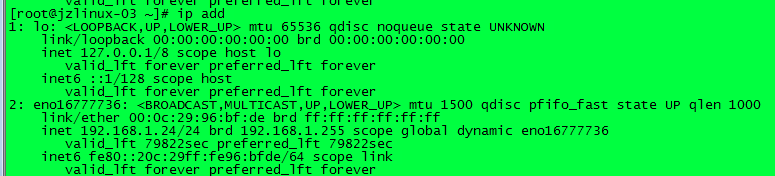 valid_lft forever preferred_lft forever
[root@jzlinux-03 ~]# ip add
1: lo: <LOOPBACK,UP,LOWER_UP> mtu 65536 qdisc noqueue state UNKNOWN
link/loopback 00:00:00:00:00:00 brd 00:00:00:00:00:00
inet 127.0.0.1/8 scope host lo
valid_lft forever preferred_lft forever
inet6 ::1/128 scope host
valid_lft forever preferred_lft forever
2: eno16777736: <BROADCAST,MULTICAST,UP,LOWER_UP> mtu 1500 qdisc pfifo_fast state UP qlen 1000
link/ether 00:0c:29:96:bf:de brd ff:ff:ff:ff:ff:ff
inet 192.168.1.24/24 brd 192.168.1.255 scope global dynamic eno16777736
valid_lft 79822sec preferred_lft 79822sec
inet6 fe80::20c:29ff:fe96:bfde/64 scope link
valid_lft forever preferred_lft forever